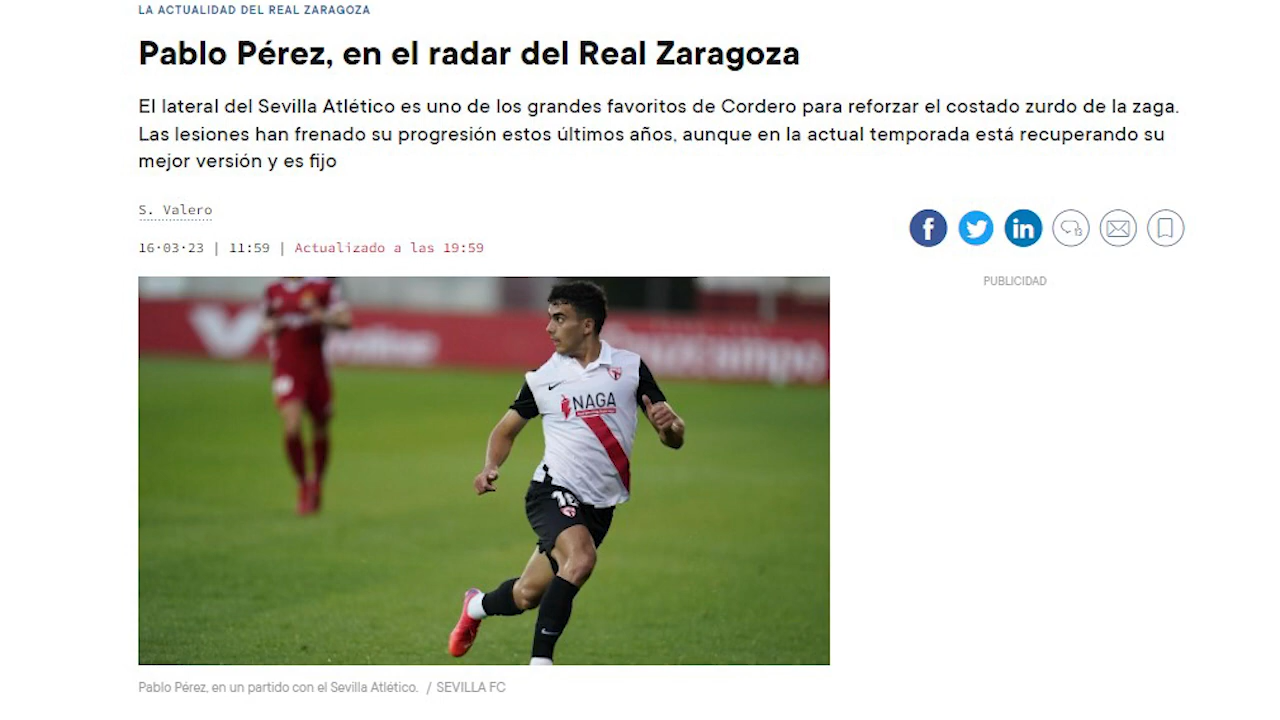 LA ACTUALIDAD DEL REAL ZARAGOZA
Pablo Pérez, en el radar del Real Zaragoza
El lateral del Sevilla Atlético es uno de los grandes favoritos de Cordero para reforzar el costado zurdo de la zaga.
Las lesiones han frenado su progresión estos últimos años, aunque en la actual temporada está recuperando su
mejor versión y es fijo
S. Valero
16·03·23 | 11:59 | Actualizado a las 19:59
f
in
PUBLICIDAD
NAGA
Pablo Pérez, en un partido con el Sevilla Atlético. / SEVILLA FC